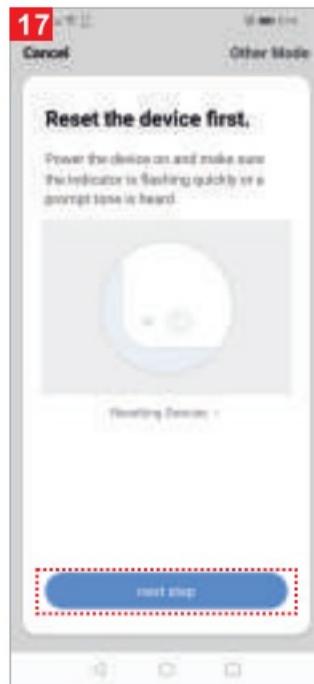 17
Cancel Other Mode
Reset the device first.
Power the device on and make sure
the indicator is flashing quickly or a
prompt tone is heard
Resetting Devices
next step